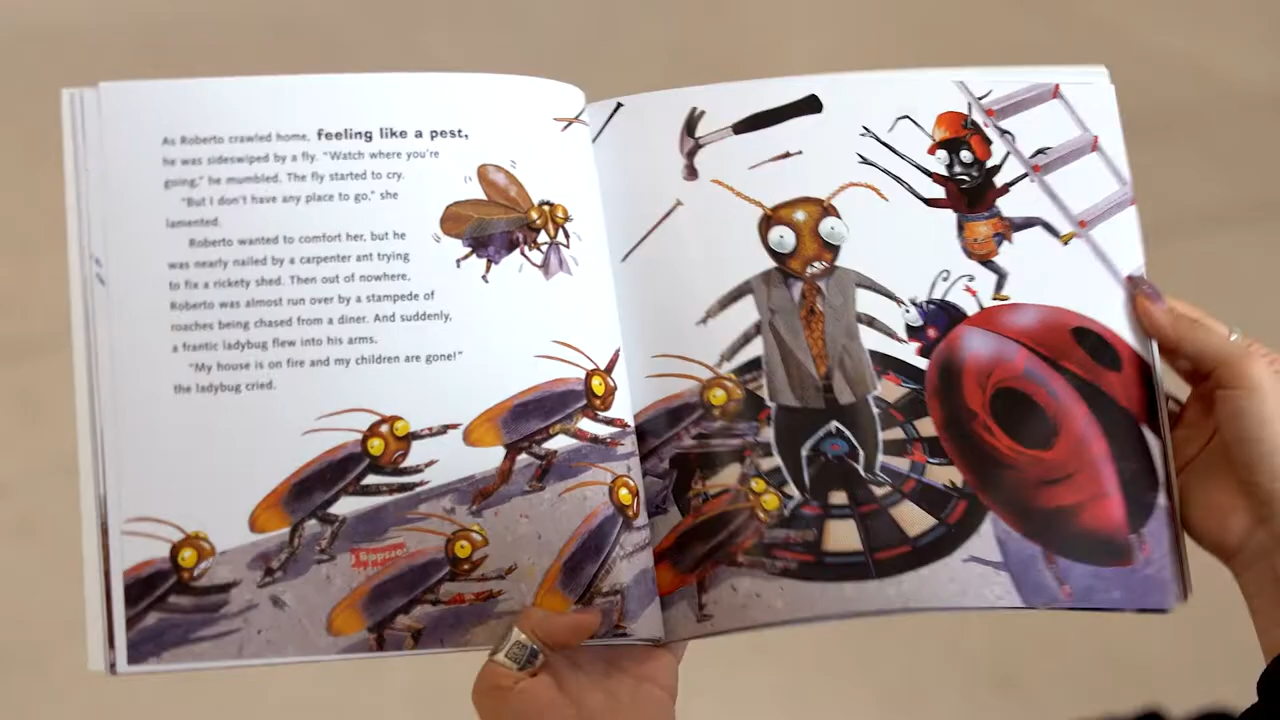 As Roberto crawled home, feeling like a pest,
he was sideswiped by a fly. "Watch where you're
going," he mumbled. The fly started to cry.
"But I don't have any place to go," she
lamented.
Roberto wanted to comfort her, but he
was nearly nailed by a carpenter ant trying
to fix a rickety shed. Then out of nowhere,
Roberto was almost run over by a stampede of
roaches being chased from a diner. And suddenly,
a frantic ladybug flew into his arms.
"My house is on fire and my children are gone!"
the ladybug cried.